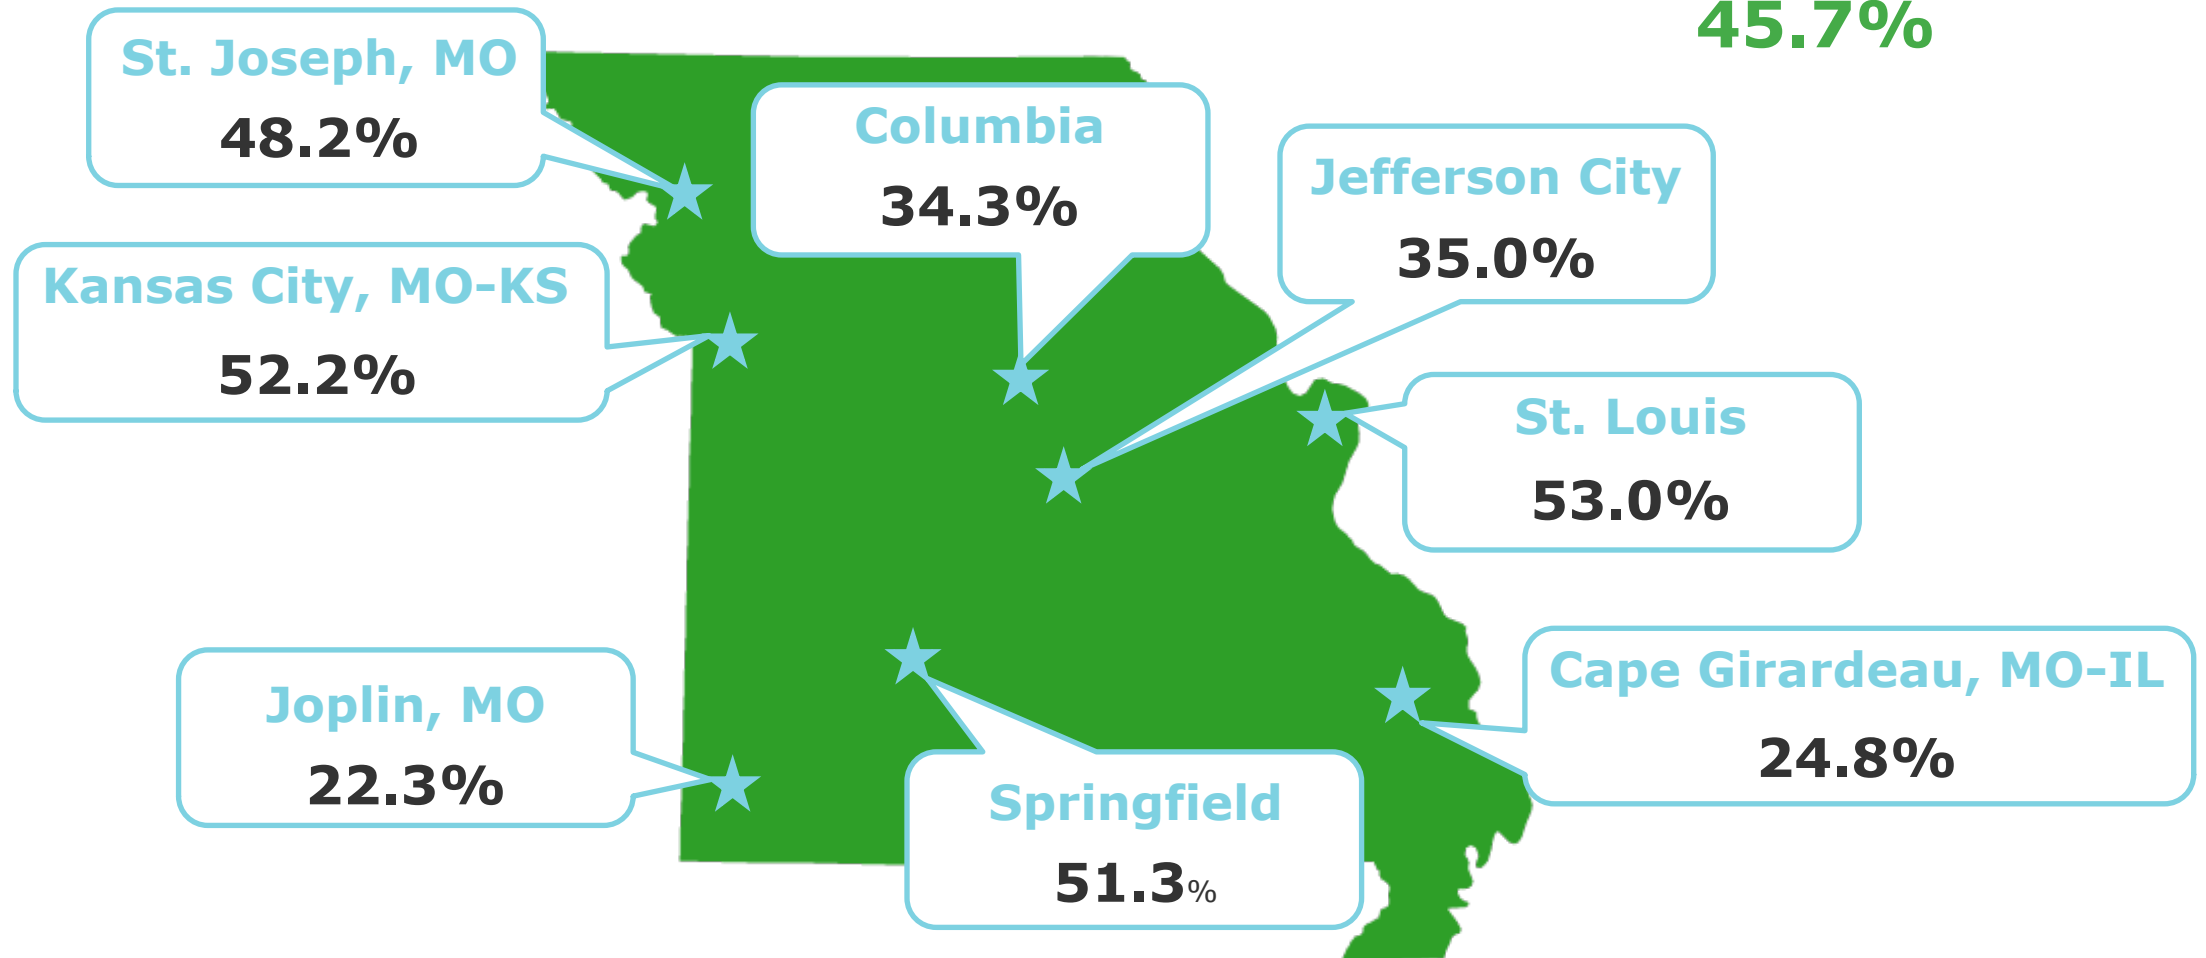 45.7%
St. Joseph, MO
48.2%
Columbia
34.3%
Jefferson City
35.0%
Kansas City, MO-KS
52.2%
St. Louis
53.0%
Joplin, MO
22.3%
Springfield
51.3%
Cape Girardeau, MO-IL
24.8%